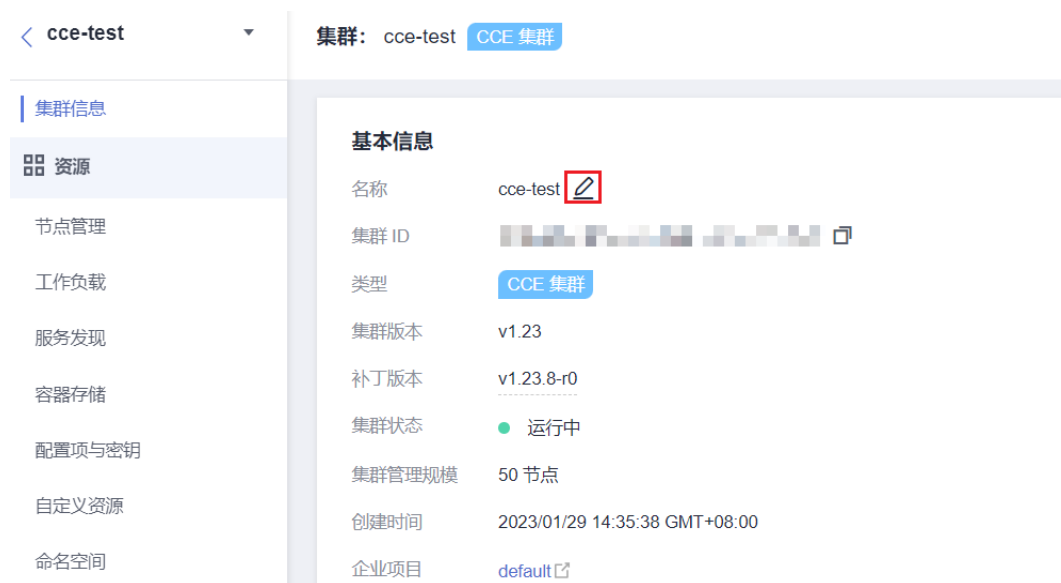 cce-test
集群： cce-test CCE 集群
集群信息
资源
节点管理
工作负载
服务发现
容器存储
配置项与密钥
自定义资源
命名空间
基本信息
名称 cce-test
集群 ID
类型 CCE 集群
集群版本 v1.23
补丁版本 v1.23.8-r0
集群状态 运行中
集群管理规模 50 节点
创建时间 2023/01/29 14:35:38 GMT+08:00
企业项目 default